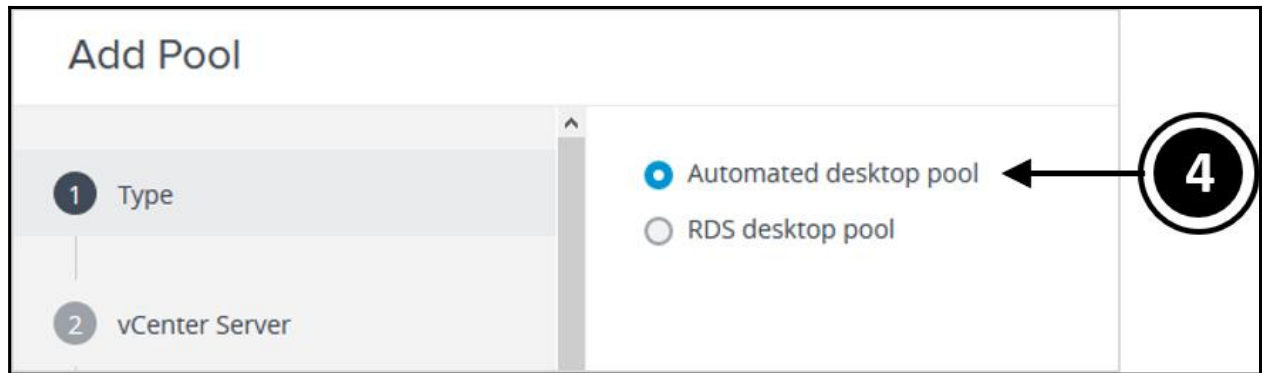 Add Pool
1 Type
2 vCenter Server
Automated desktop pool
RDS desktop pool
4